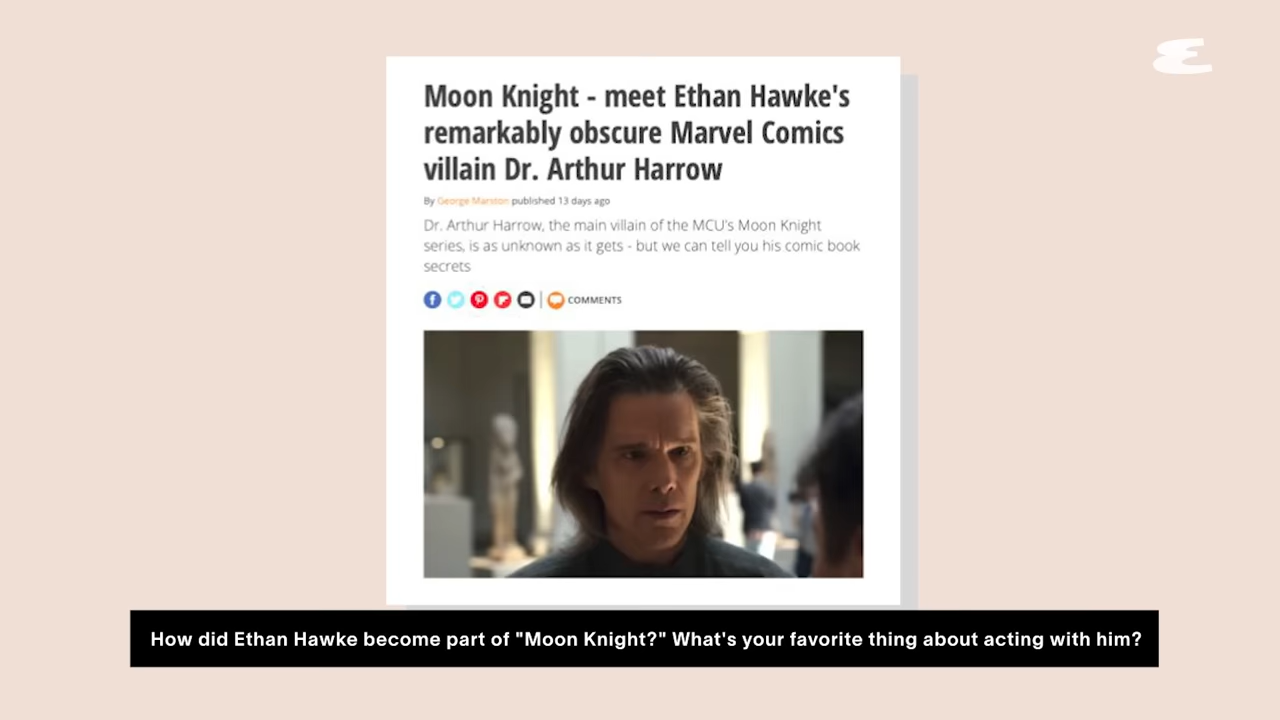 Moon Knight - meet Ethan Hawke's
remarkably obscure Marvel Comics
villain Dr. Arthur Harrow
By George Marston published 13 days ago
Dr. Arthur Harrow, the main villain of the MCU's Moon Knight
series, is as unknown as it gets - but we can tell you his comic book
secrets
COMMENTS
How did Ethan Hawke become part of "Moon Knight?" What's your favorite thing about acting with him?